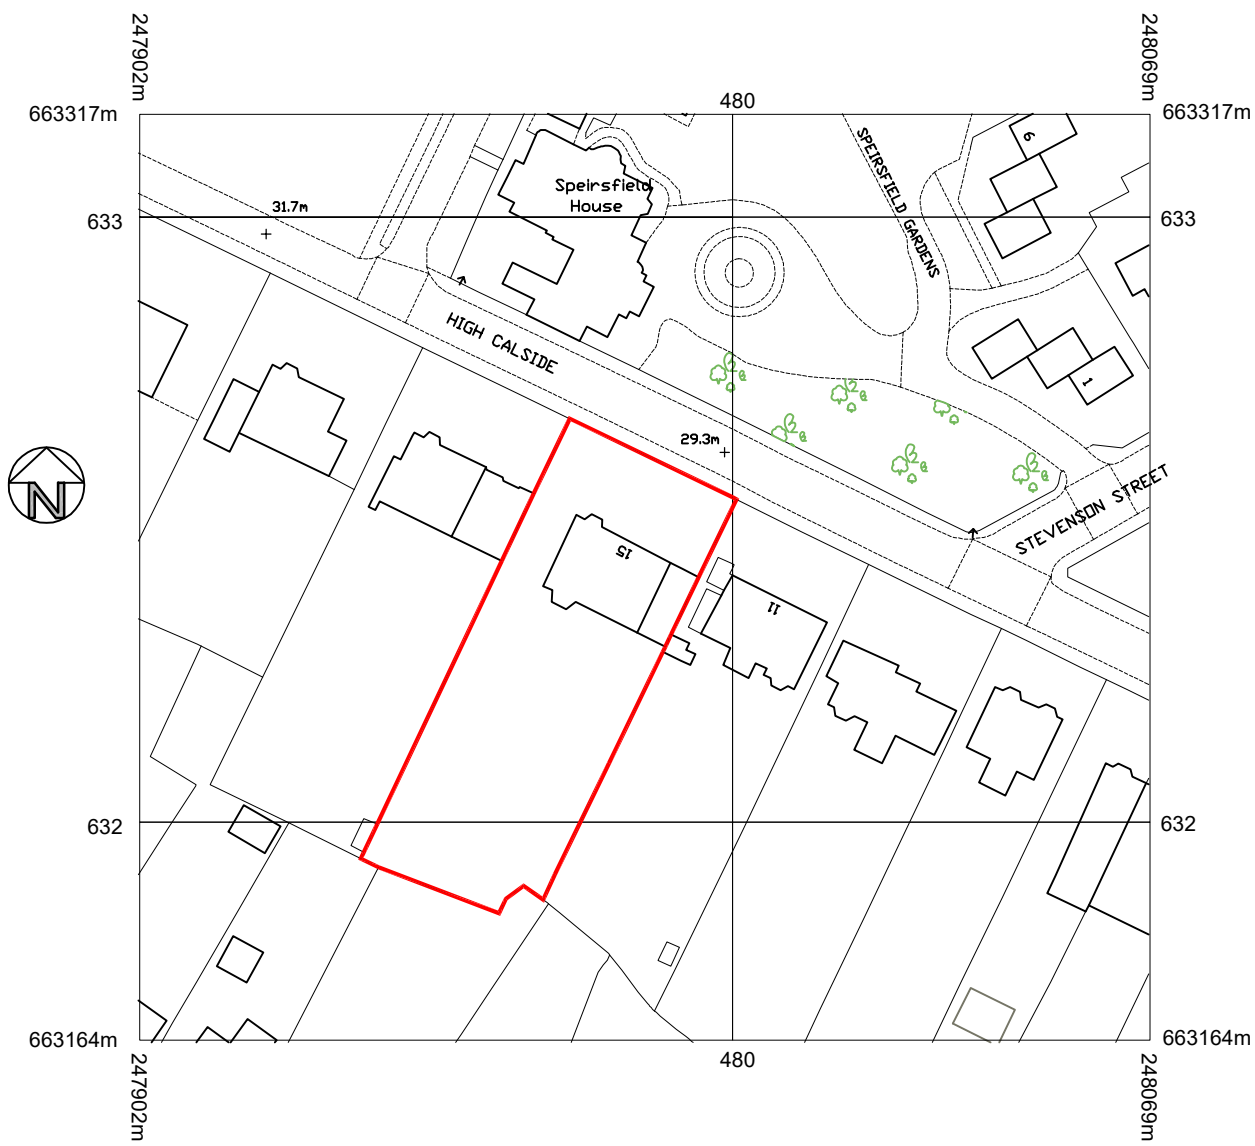 247902m
248069m
663317m
480
663317m
6
SPEIRSFIELD GARDENS
Speirsfield
House
31.7m
633
633
HIGH CALSIDE
1
29.3m
STEVENSON STREET
N
15
11
632
632
663164m
663164m
247902m
480
248069m